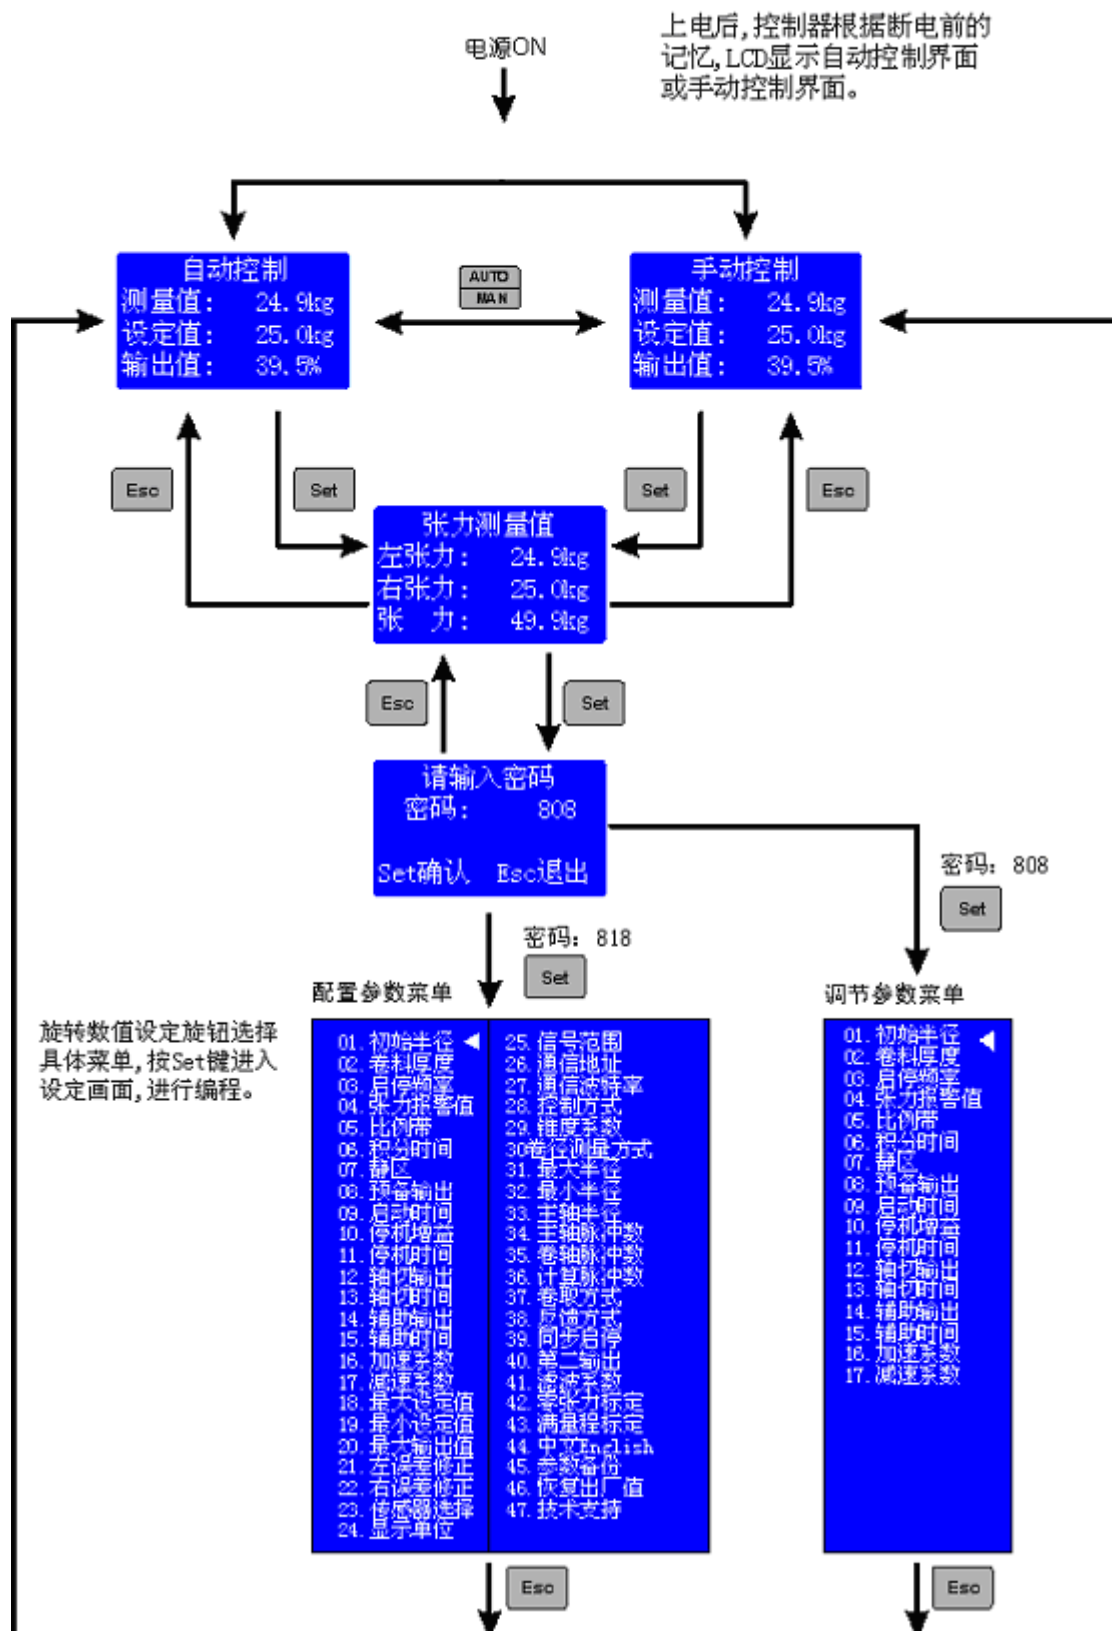 电源ON
上电后,控制器根据断电前的
记忆,LCD显示自动控制界面
或手动控制界面。
自动控制
测量值: 24.9kg
设定值: 25.0kg
输出值: 39.5%
AUTO
MAN
手动控制
测量值: 24.9kg
设定值: 25.0kg
输出值: 39.5%
Esc
Set
Set
Esc
张力测量值
左张力: 24.9kg
右张力: 25.0kg
张 力: 49.9kg
Esc
Set
请输入密码
密码: 808
Set确认 Esc退出
密码: 808
Set
密码: 818
Set
配置参数菜单
调节参数菜单
旋转数值设定旋钮选择
具体菜单,按Set键进入
设定画面,进行编程。
01.初始半径
02.卷料厚度
03.启停频率
04.张力报警值
05.比例带
06.积分时间
07.静区
08.预备输出
09.启动时间
10.停机增益
11.停机时间
12.轴切输出
13.轴切时间
14.辅助输出
15.辅助时间
16.加速系数
17.减速系数
18.最大设定值
19.最小设定值
20.最大输出值
21.左误差修正
22.右误差修正
23.传感器选择
24.显示单位
25.信号范围
26.通信地址
27.通信波特率
28.控制方式
29.锥度系数
30卷径测量方式
31.最大半径
32.最小半径
33.主轴半径
34.主轴脉冲数
35.卷轴脉冲数
36.计算脉冲数
37.卷取方式
38.反馈方式
39.同步启停
40.第二输出
41.滤波系数
42.零张力标定
43.满量程标定
44.中文English
45.参数备份
46.恢复出厂值
47.技术支持
01.初始半径
02.卷料厚度
03.启停频率
04.张力报警值
05.比例带
06.积分时间
07.静区
08.预备输出
09.启动时间
10.停机增益
11.停机时间
12.轴切输出
13.轴切时间
14.辅助输出
15.辅助时间
16.加速系数
17.减速系数
Esc
Esc